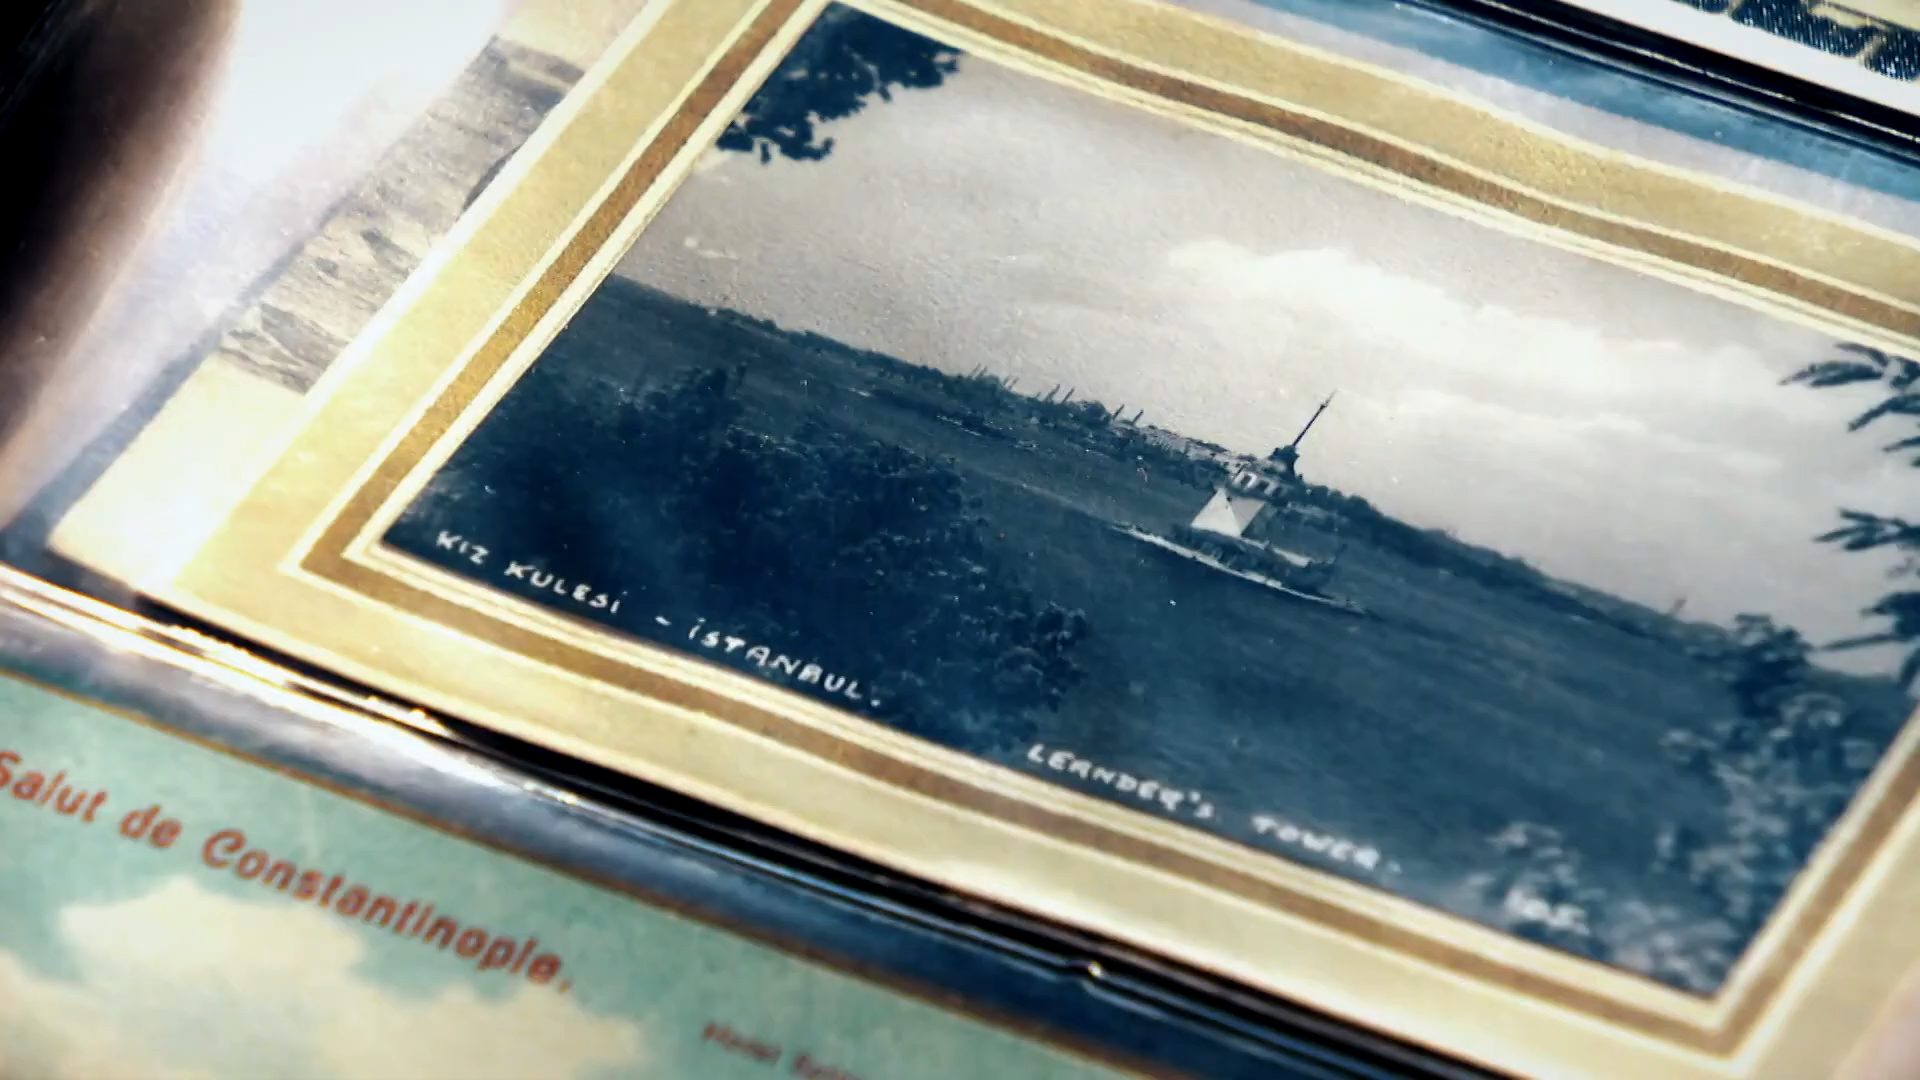 KIZ KULESİ - İSTANBUL.
LEANDER'S TOWER.
Salut de Constantinople.